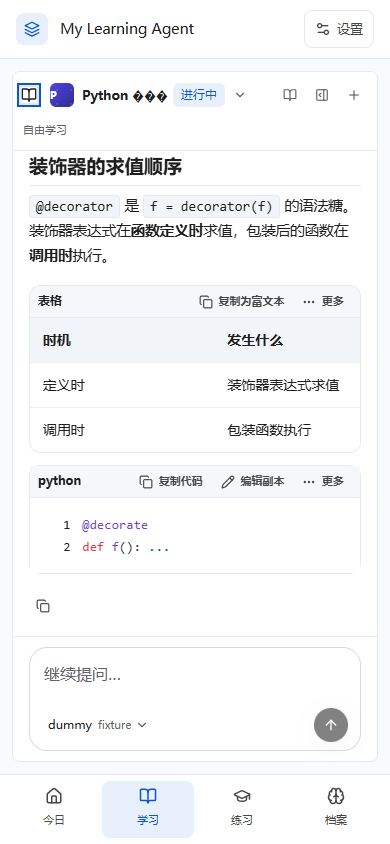 My Learning Agent
设置
P
Python ���
进行中
自由学习
装饰器的求值顺序
@decorator 是 f = decorator(f) 的语法糖。
装饰器表达式在函数定义时求值，包装后的函数在
调用时执行。
表格 复制为富文本 ··· 更多
时机 发生什么
定义时 装饰器表达式求值
调用时 包装函数执行
python 复制代码 编辑副本 ··· 更多
1 @decorate
2 def f(): ...
继续提问...
dummy fixture
今日 学习 练习 档案